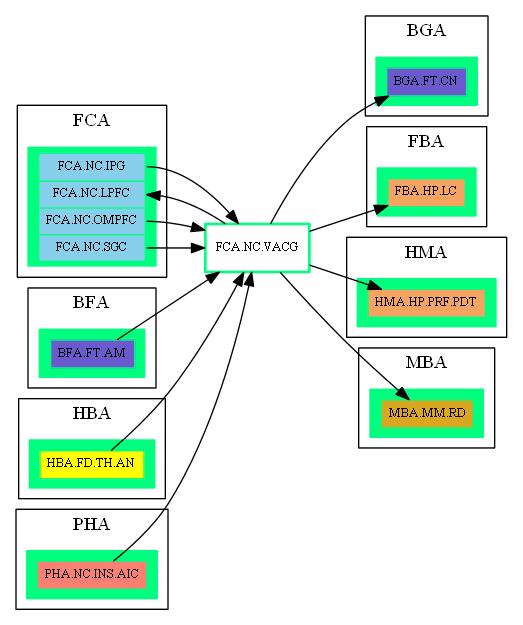 FCA
FCA.NC.IPG
FCA.NC.LPFC
FCA.NC.OMPFC
FCA.NC.SGC
BFA
BFA.FT.AM
HBA
HBA.FD.TH.AN
PHA
PHA.NC.INS.AIC
FCA.NC.VACG
BGA
BGA.FT.CN
FBA
FBA.HP.LC
HMA
HMA.HP.PRF.PDT
MBA
MBA.MM.RD